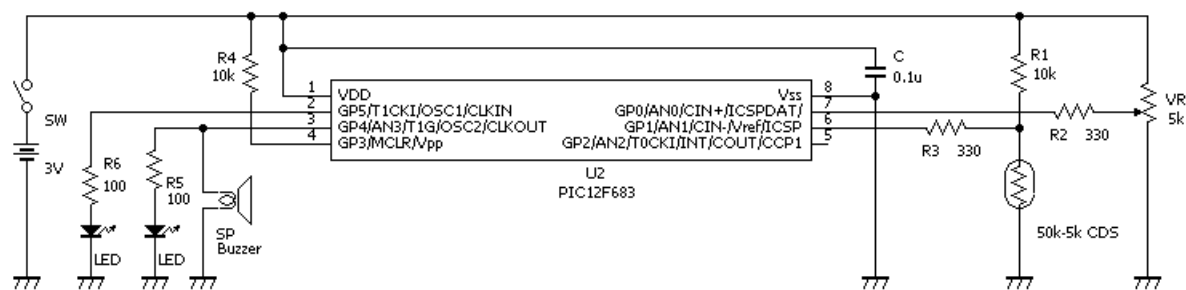 SW
3V
R4
10k
R6
100
LED
R5
100
LED
SP
Buzzer
1
2
3
4
VDD
GP5/T1CKI/OSC1/CLKIN
GP4/AN3/T1G/OSC2/CLKOUT
GP3/MCLR/Vpp
Vss
GP0/AN0/CIN+/ICSPDAT/
GP1/AN1/CIN-/Vref/ICSP
GP2/AN2/T0CKI/INT/COUT/CCP1
8
7
6
5
U2
PIC12F683
C
0.1u
R1
10k
R2 330
R3 330
VR
5k
50k-5k CDS